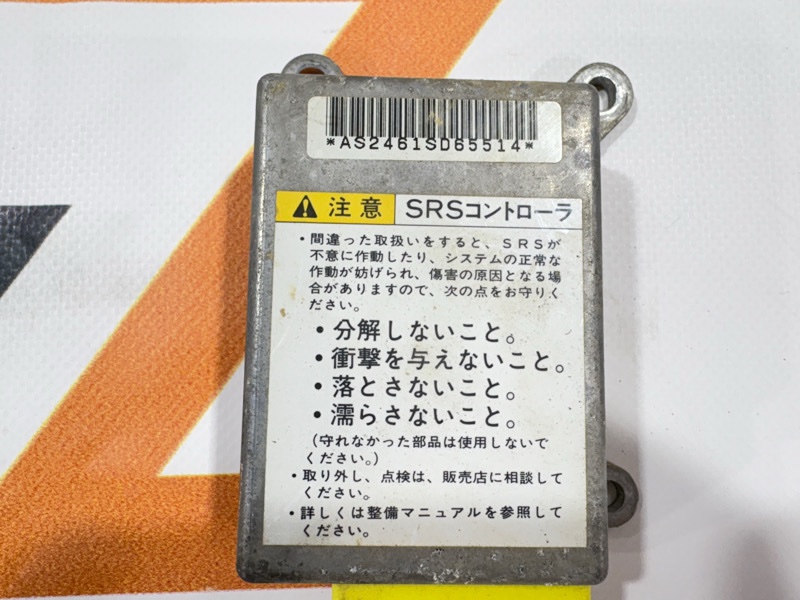 *AS2461SD65514*
注意 SRSコントローラ
・間違った取扱いをすると、SRSが
不意に作動したり、システムの正常な
作動が妨げられ、傷害の原因となる場
合がありますので、次の点をお守りく
ださい。
・分解しないこと。
・衝撃を与えないこと。
・落とさないこと。
・濡らさないこと。
(守れなかった部品は使用しないで
ください。)
・取り外し、点検は、販売店に相談して
ください。
・詳しくは整備マニュアルを参照して
ください。